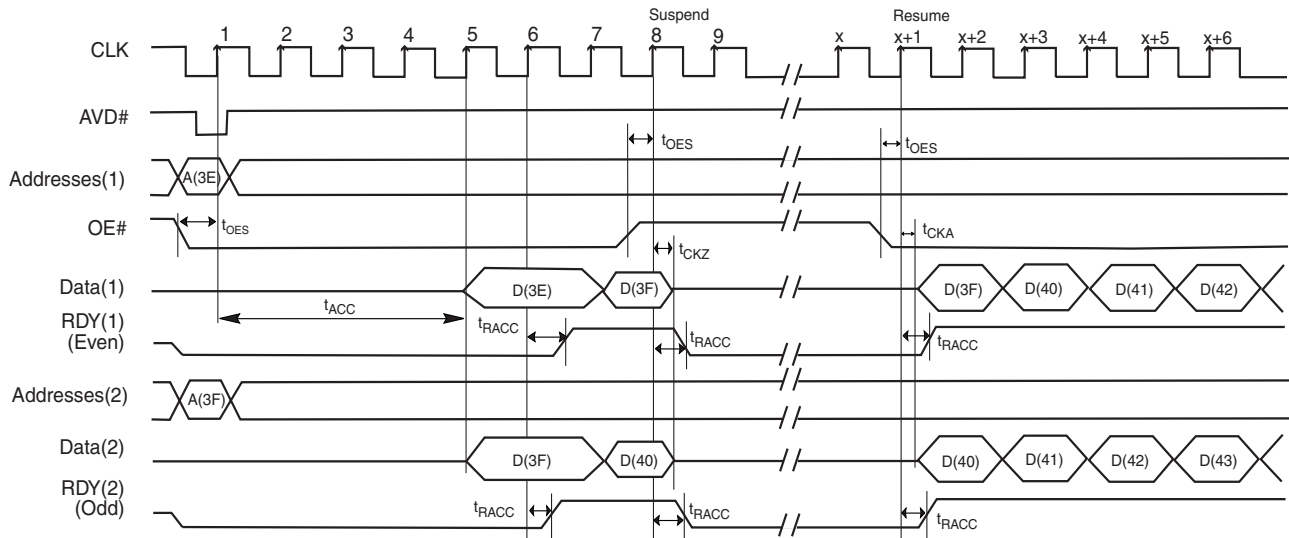 Suspend Resume
CLK 1 2 3 4 5 6 7 8 9 x x+1 x+2 x+3 x+4 x+5 x+6
AVD#
tOES tOES
Addresses(1) A(3E)
OE# tOES tCKZ tCKA
Data(1) D(3E) D(3F) D(3F) D(40) D(41) D(42)
tACC
RDY(1) tRACC tRACC tRACC
(Even)
Addresses(2) A(3F)
Data(2) D(3F) D(40) D(40) D(41) D(42) D(43)
RDY(2)
(Odd) tRACC tRACC tRACC